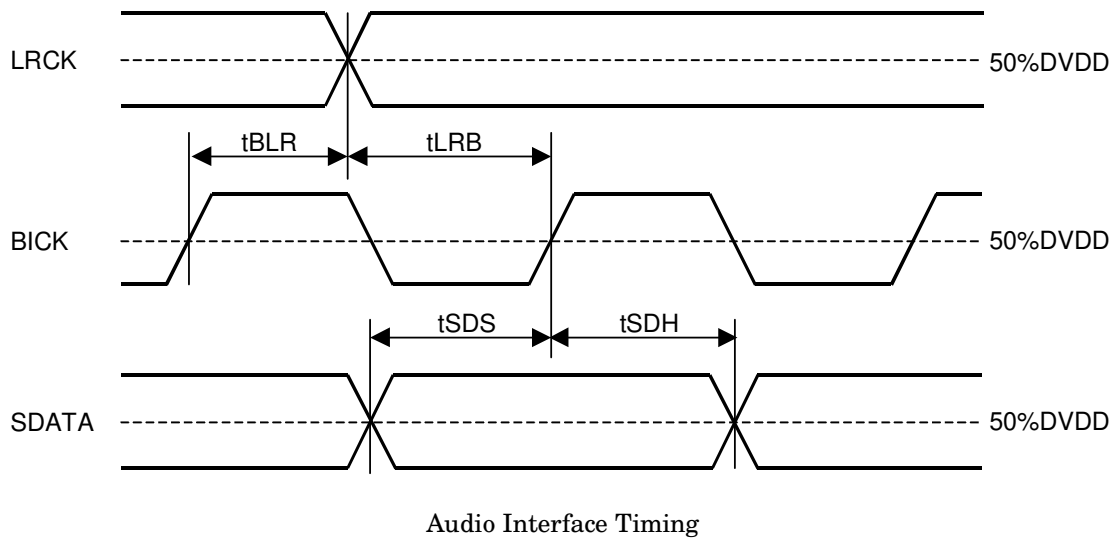 LRCK
50%DVDD
tBLR
tLRB
BICK
50%DVDD
tSDS
tSDH
SDATA
50%DVDD
Audio Interface Timing